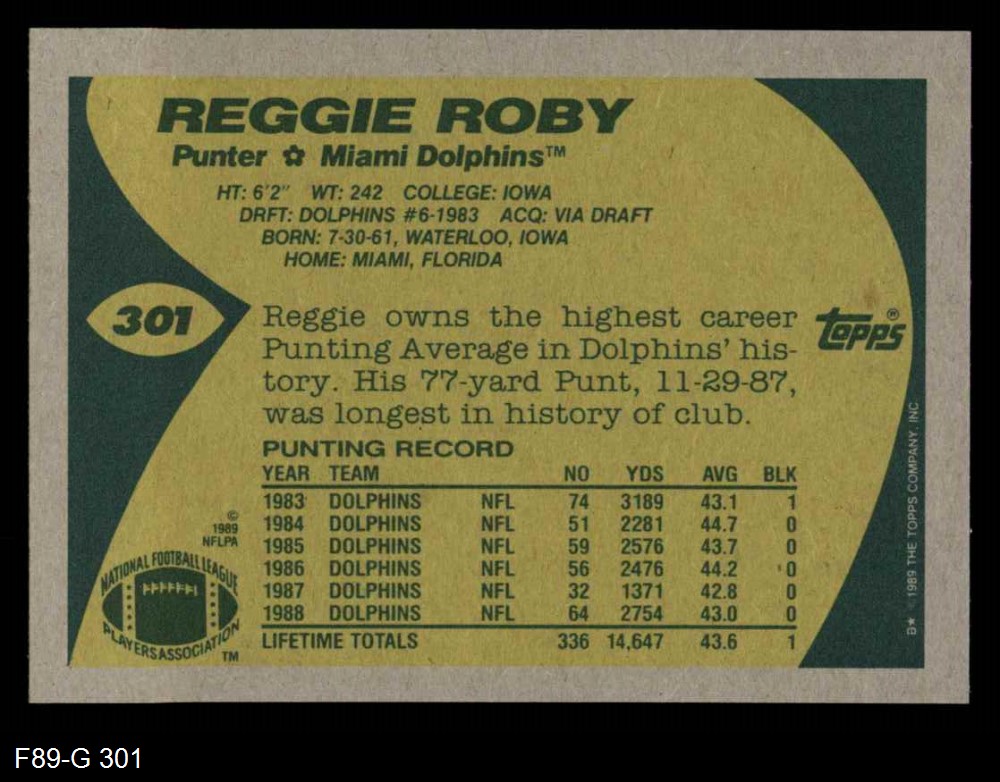 REGGIE ROBY
Punter ✿ Miami Dolphins™
HT: 6'2" WT: 242 COLLEGE: IOWA
DRFT: DOLPHINS #6-1983 ACQ: VIA DRAFT
BORN: 7-30-61, WATERLOO, IOWA
HOME: MIAMI, FLORIDA
301
Reggie owns the highest career
Punting Average in Dolphins' his-
tory. His 77-yard Punt, 11-29-87,
was longest in history of club.
topps®
PUNTING RECORD
YEAR TEAM NO YDS AVG BLK
1983 DOLPHINS NFL 74 3189 43.1 1
1984 DOLPHINS NFL 51 2281 44.7 0
1985 DOLPHINS NFL 59 2576 43.7 0
1986 DOLPHINS NFL 56 2476 44.2 0
1987 DOLPHINS NFL 32 1371 42.8 0
1988 DOLPHINS NFL 64 2754 43.0 0
LIFETIME TOTALS 336 14,647 43.6 1
©
1989
NFLPA
NATIONAL FOOTBALL LEAGUE
PLAYERS ASSOCIATION
TM
B* © 1989 THE TOPPS COMPANY, INC
F89-G 301